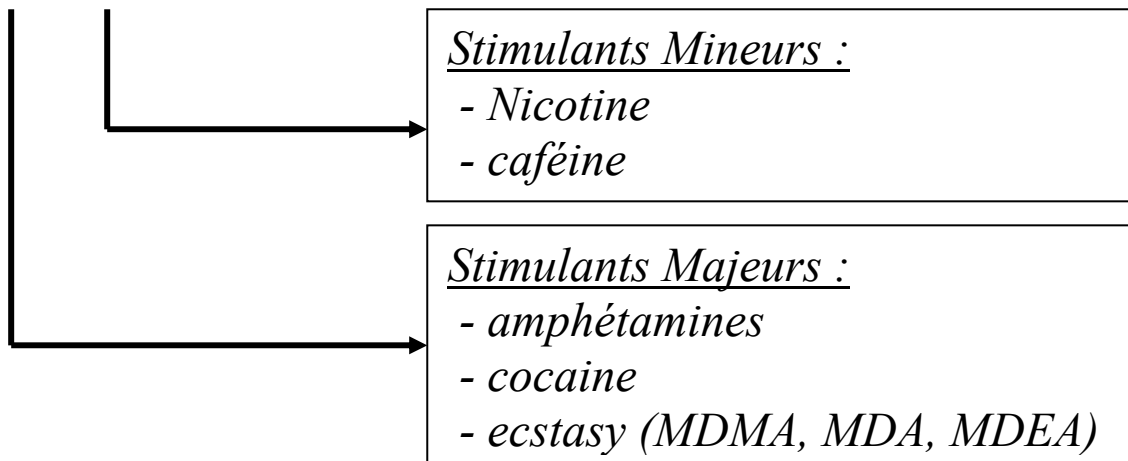 Stimulants Mineurs :
- Nicotine
- caféine
Stimulants Majeurs :
- amphétamines
- cocaine
- ecstasy (MDMA, MDA, MDEA)